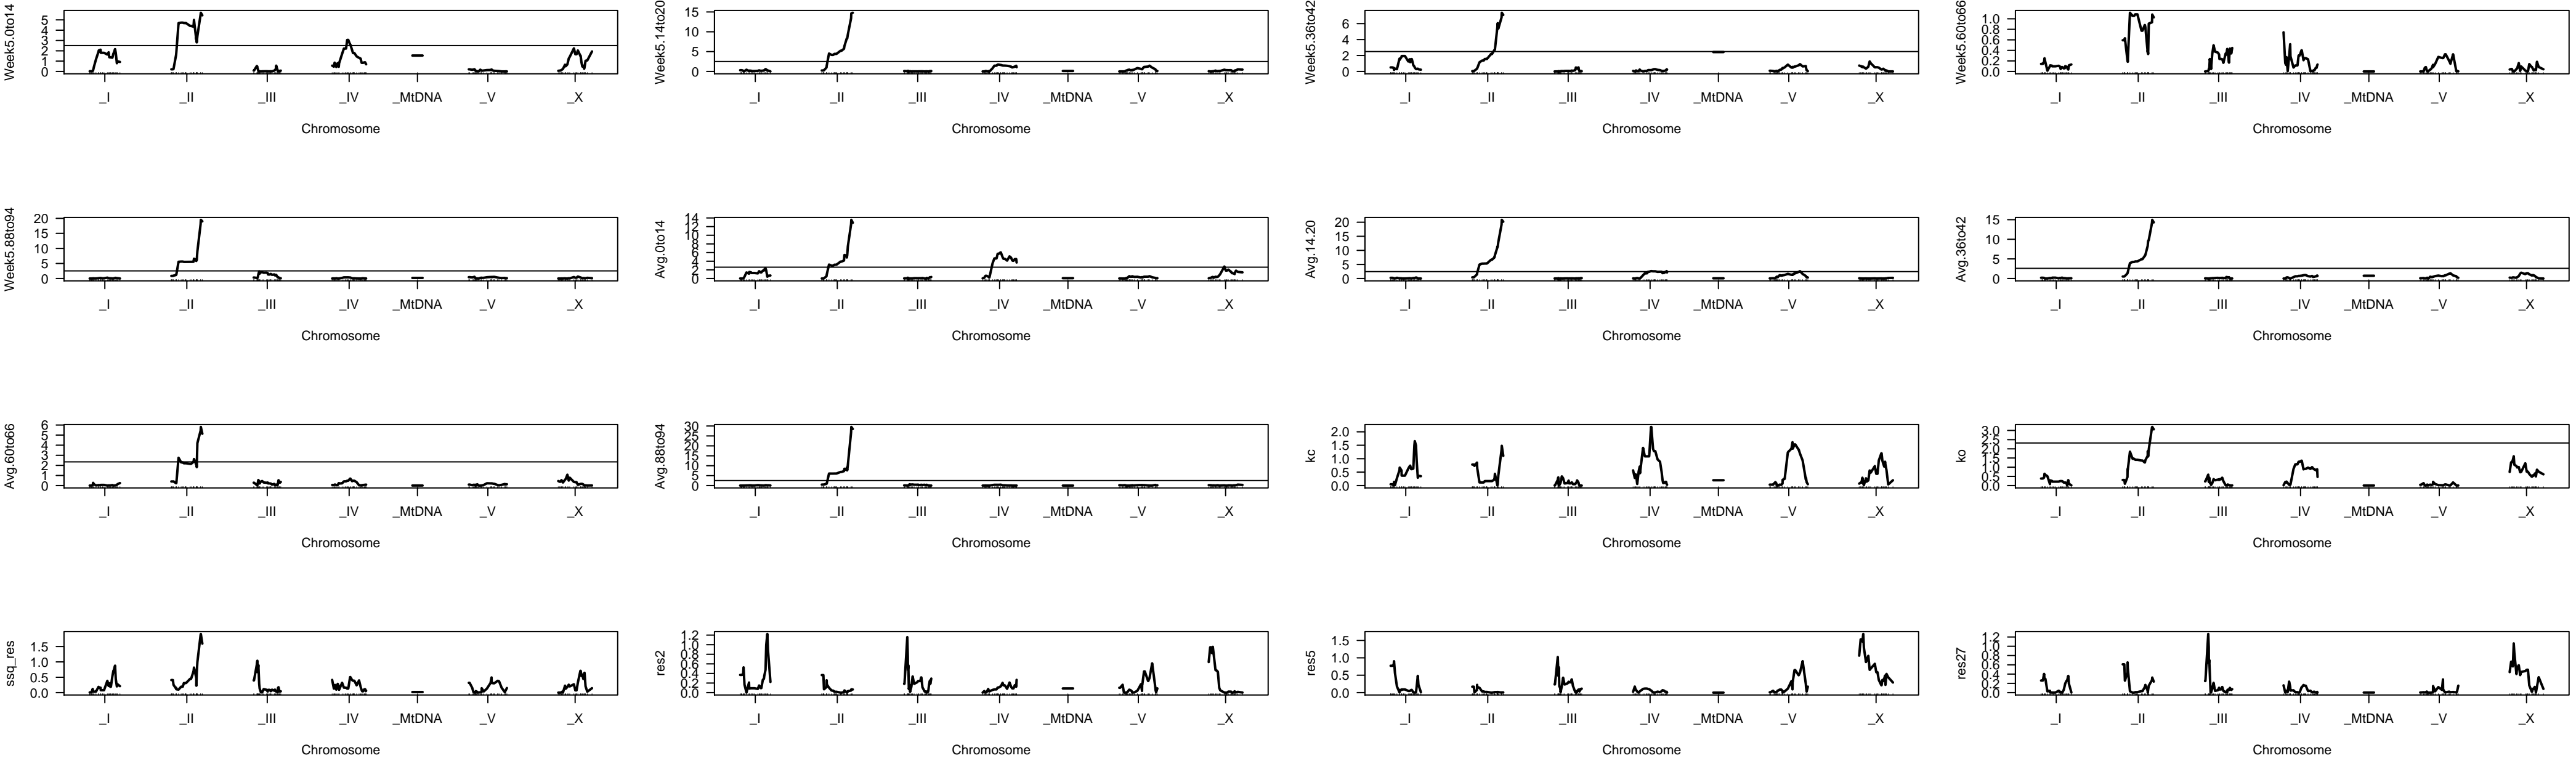 Week5.0to14
5
4
3
2
1
0
_I _II _III _IV _MtDNA _V _X
Chromosome
Week5.14to20
15
10
5
0
_I _II _III _IV _MtDNA _V _X
Chromosome
Week5.36to42
6
4
2
0
_I _II _III _IV _MtDNA _V _X
Chromosome
Week5.60to66
1.0
0.8
0.6
0.4
0.2
0.0
_I _II _III _IV _MtDNA _V _X
Chromosome
Week5.88to94
20
15
10
5
0
_I _II _III _IV _MtDNA _V _X
Chromosome
Avg.0to14
14
12
10
8
6
4
2
0
_I _II _III _IV _MtDNA _V _X
Chromosome
Avg.14.20
20
15
10
5
0
_I _II _III _IV _MtDNA _V _X
Chromosome
Avg.36to42
15
10
5
0
_I _II _III _IV _MtDNA _V _X
Chromosome
Avg.60to66
6
5
4
3
2
1
0
_I _II _III _IV _MtDNA _V _X
Chromosome
Avg.88to94
30
25
20
15
10
5
0
_I _II _III _IV _MtDNA _V _X
Chromosome
kc
2.0
1.5
1.0
0.5
0.0
_I _II _III _IV _MtDNA _V _X
Chromosome
ko
3.0
2.5
2.0
1.5
1.0
0.5
0.0
_I _II _III _IV _MtDNA _V _X
Chromosome
ssq_res
1.5
1.0
0.5
0.0
_I _II _III _IV _MtDNA _V _X
Chromosome
res2
1.2
1.0
0.8
0.6
0.4
0.2
0.0
_I _II _III _IV _MtDNA _V _X
Chromosome
res5
1.5
1.0
0.5
0.0
_I _II _III _IV _MtDNA _V _X
Chromosome
res27
1.2
1.0
0.8
0.6
0.4
0.2
0.0
_I _II _III _IV _MtDNA _V _X
Chromosome